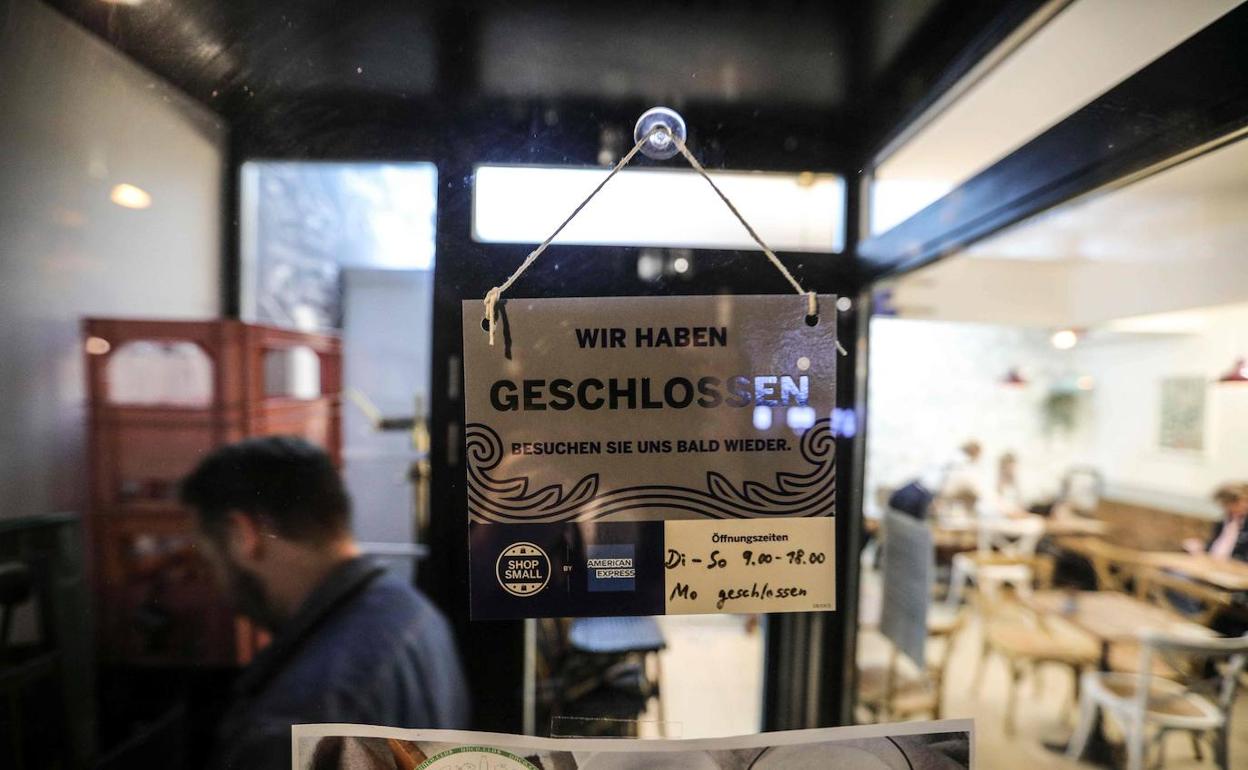 WIR HABEN
GESCHLOSSEN
BESUCHEN SIE UNS BALD WIEDER.
SHOP
SMALL
BY
AMERICAN
EXPRESS
Öffnungszeiten
Di - So 9.00 - 18.00
Mo geschlossen